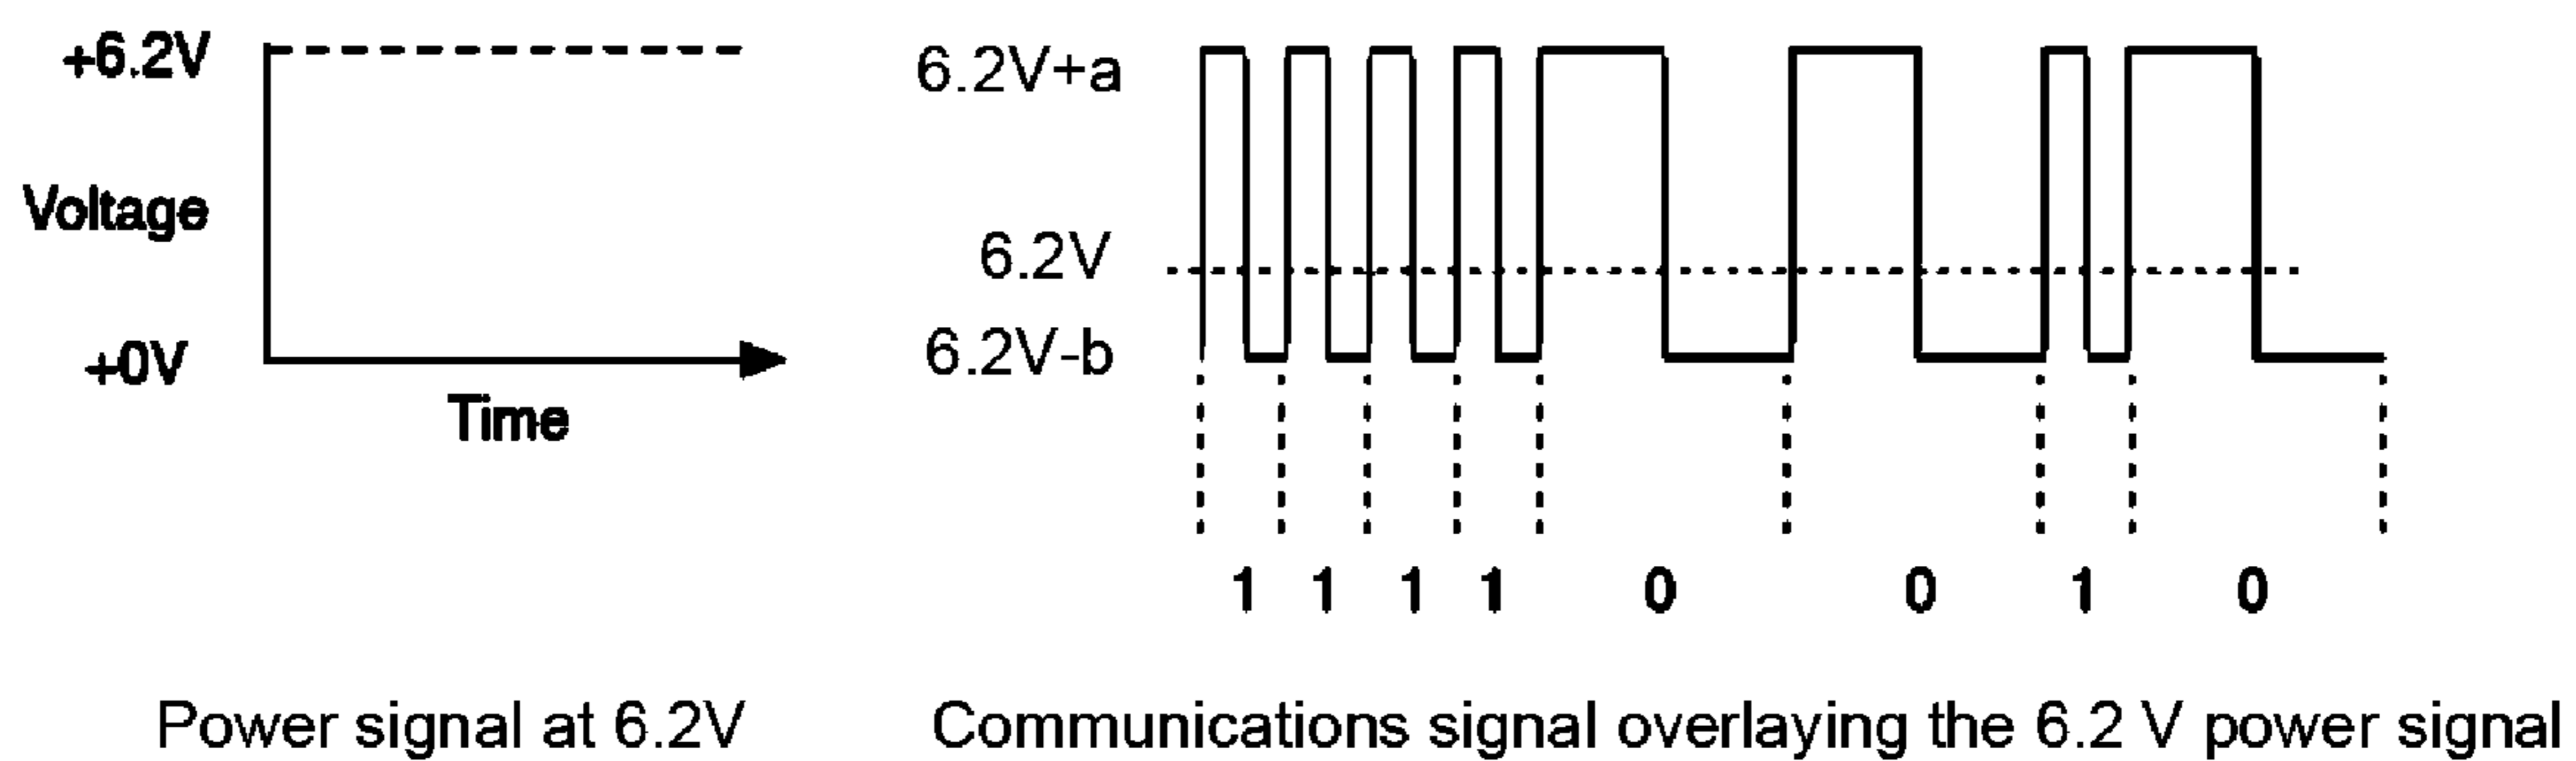 +6.2V
Voltage
+0V
Time
Power signal at 6.2V
6.2V+a
6.2V
6.2V-b
1 1 1 1 0 0 1 0
Communications signal overlaying the 6.2 V power signal